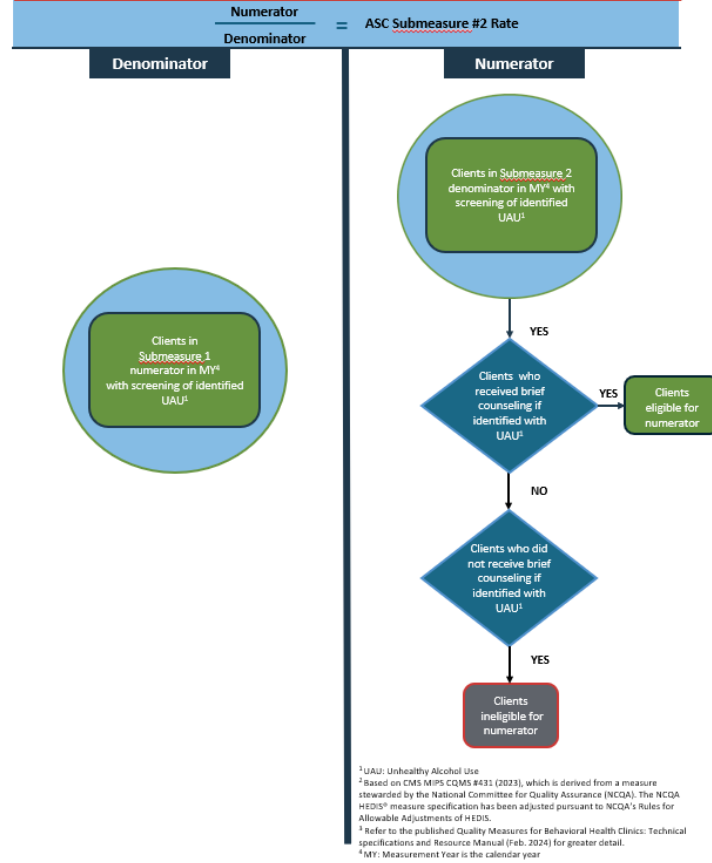 Numerator
Denominator
=
ASC Submeasure #2 Rate
Denominator
Numerator
Clients in
Submeasure 1
numerator in MY⁴
with screening of identified
UAU¹
Clients in Submeasure 2
denominator in MY⁴ with
screening of identified
UAU¹
YES
Clients who
received brief
counseling if
identified with
UAU¹
YES
Clients
eligible for
numerator
NO
Clients who did
not receive brief
counseling if
identified with
UAU¹
YES
Clients
ineligible for
numerator
¹ UAU: Unhealthy Alcohol Use
² Based on CMS MIPS CQMS #431 (2023), which is derived from a measure
stewarded by the National Committee for Quality Assurance (NCQA). The NCQA
HEDIS® measure specification has been adjusted pursuant to NCQA's Rules for
Allowable Adjustments of HEDIS.
³ Refer to the published Quality Measures for Behavioral Health Clinics: Technical
specifications and Resource Manual (Feb. 2024) for greater detail.
⁴ MY: Measurement Year is the calendar year